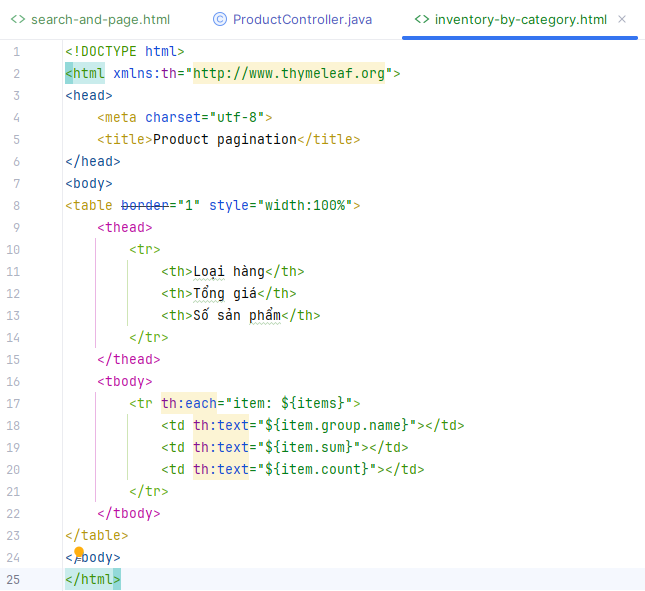 search-and-page.html ProductController.java inventory-by-category.html
1 <!DOCTYPE html>
2 <html xmlns:th="http://www.thymeleaf.org">
3 <head>
4 <meta charset="utf-8">
5 <title>Product pagination</title>
6 </head>
7 <body>
8 <table border="1" style="width:100%">
9 <thead>
10 <tr>
11 <th>Loại hàng</th>
12 <th>Tổng giá</th>
13 <th>Số sản phẩm</th>
14 </tr>
15 </thead>
16 <tbody>
17 <tr th:each="item: ${items}">
18 <td th:text="${item.group.name}"></td>
19 <td th:text="${item.sum}"></td>
20 <td th:text="${item.count}"></td>
21 </tr>
22 </tbody>
23 </table>
24 </body>
25 </html>